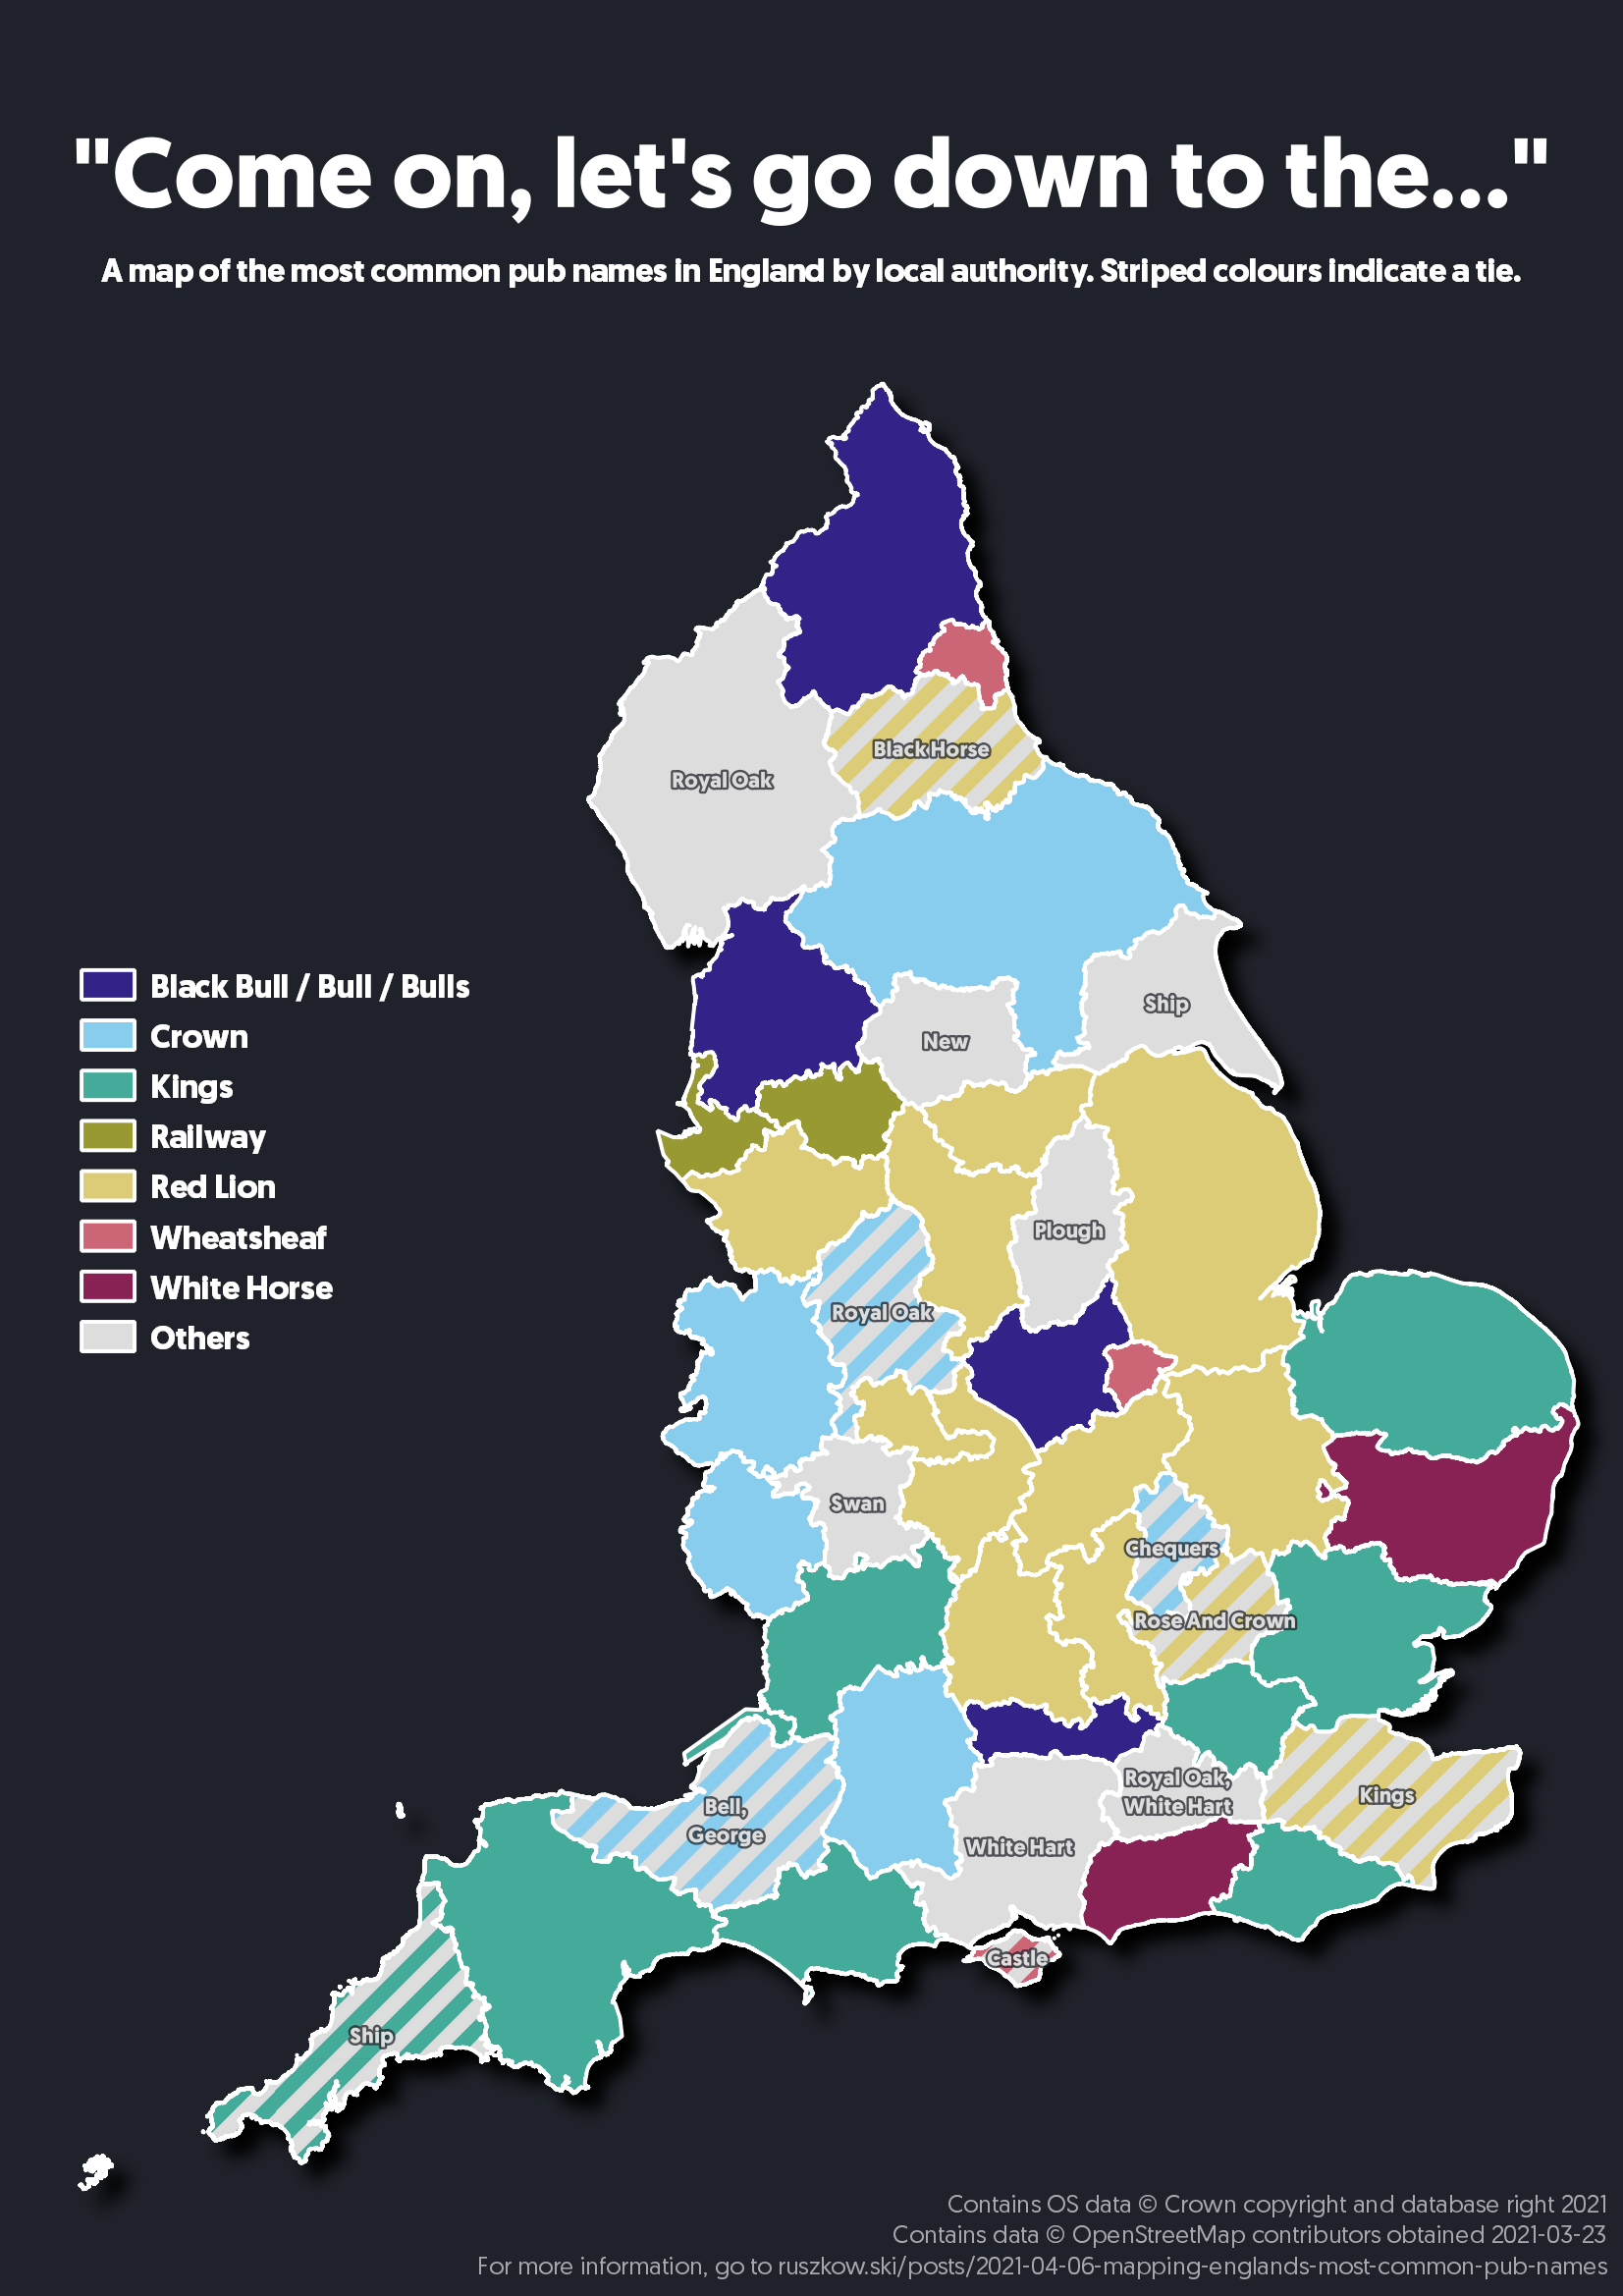 "Come on, let's go down to the..."
A map of the most common pub names in England by local authority. Striped colours indicate a tie.
Black Horse
Royal Oak
Ship
New
Black Bull / Bull / Bulls
Crown
Kings
Railway
Red Lion
Wheatsheaf
White Horse
Others
Plough
Royal Oak
Swan
Chequers
Rose And Crown
Royal Oak,
White Hart
Kings
Bell,
George
White Hart
Castle
Ship
Contains OS data © Crown copyright and database right 2021
Contains data © OpenStreetMap contributors obtained 2021-03-23
For more information, go to ruszkow.ski/posts/2021-04-06-mapping-englands-most-common-pub-names